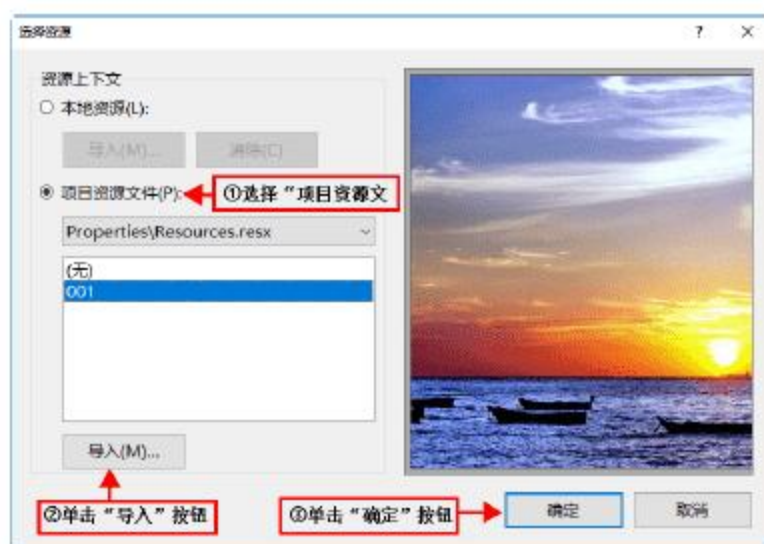 选择资源
? ×
资源上下文
本地资源(L):
导入(M)... 清除(C)
项目资源文件(P):
①选择“项目资源文
Properties\Resources.resx
(无)
001
导入(M)...
②单击“导入”按钮
③单击“确定”按钮
确定
取消